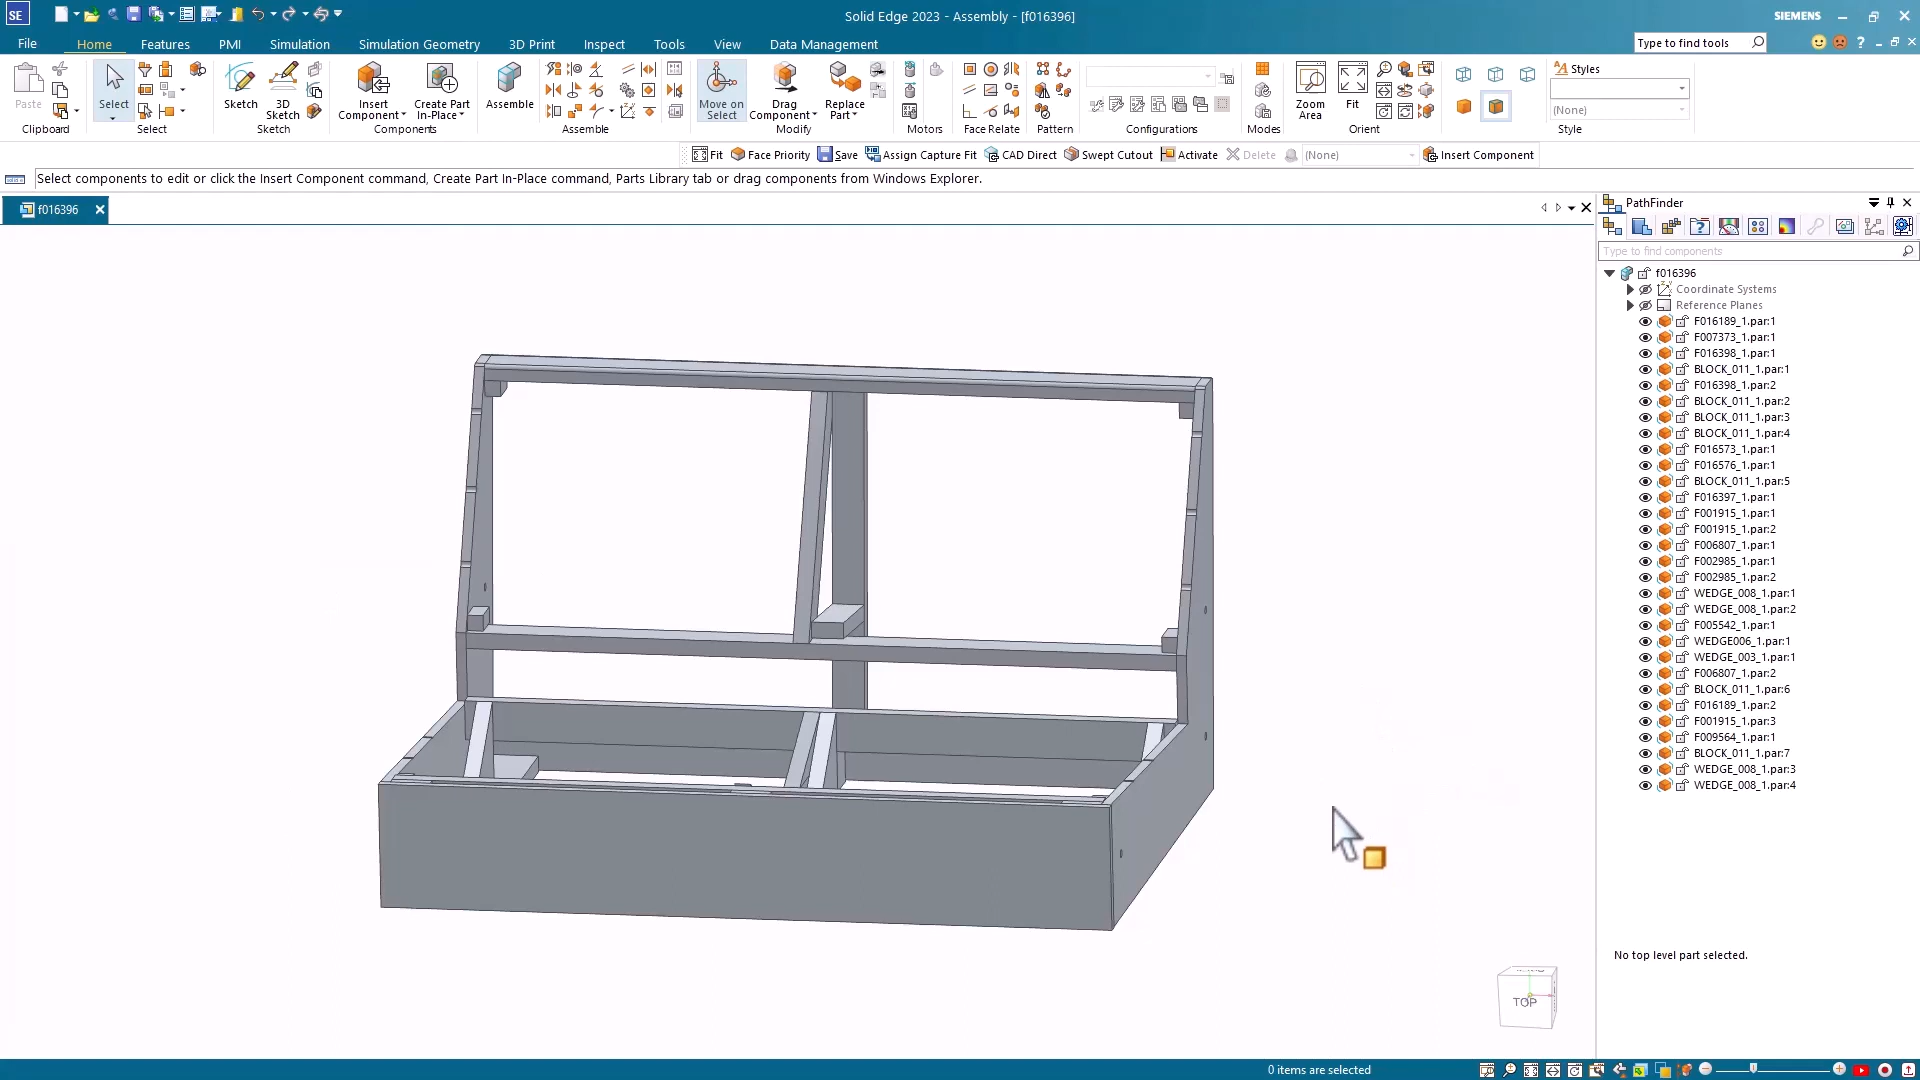 SE
Solid Edge 2023 - Assembly - [f016396]
SIEMENS
File
Home
Features
PMI
Simulation
Simulation Geometry
3D Print
Inspect
Tools
View
Data Management
Type to find tools
Paste
Clipboard
Select
Select
Sketch
3D Sketch
Sketch
Insert Component
Create Part In-Place
Components
Assemble
Assemble
Move on Select
Drag Component
Replace Part
Modify
Motors
Face Relate
Pattern
Configurations
Modes
Zoom Area
Fit
Orient
Styles
(None)
Style
Fit
Face Priority
Save
Assign Capture Fit
CAD Direct
Swept Cutout
Activate
Delete
(None)
Insert Component
Select components to edit or click the Insert Component command, Create Part In-Place command, Parts Library tab or drag components from Windows Explorer.
f016396
PathFinder
Type to find components
f016396
Coordinate Systems
Reference Planes
F016189_1.par:1
F007373_1.par:1
F016398_1.par:1
BLOCK_011_1.par:1
F016398_1.par:2
BLOCK_011_1.par:2
BLOCK_011_1.par:3
BLOCK_011_1.par:4
F016573_1.par:1
F016576_1.par:1
BLOCK_011_1.par:5
F016397_1.par:1
F001915_1.par:1
F001915_1.par:2
F006807_1.par:1
F002985_1.par:1
F002985_1.par:2
WEDGE_008_1.par:1
WEDGE_008_1.par:2
F005542_1.par:1
WEDGE006_1.par:1
WEDGE_003_1.par:1
F006807_1.par:2
BLOCK_011_1.par:6
F016189_1.par:2
F001915_1.par:3
F009564_1.par:1
BLOCK_011_1.par:7
WEDGE_008_1.par:3
WEDGE_008_1.par:4
No top level part selected.
TOP
0 items are selected